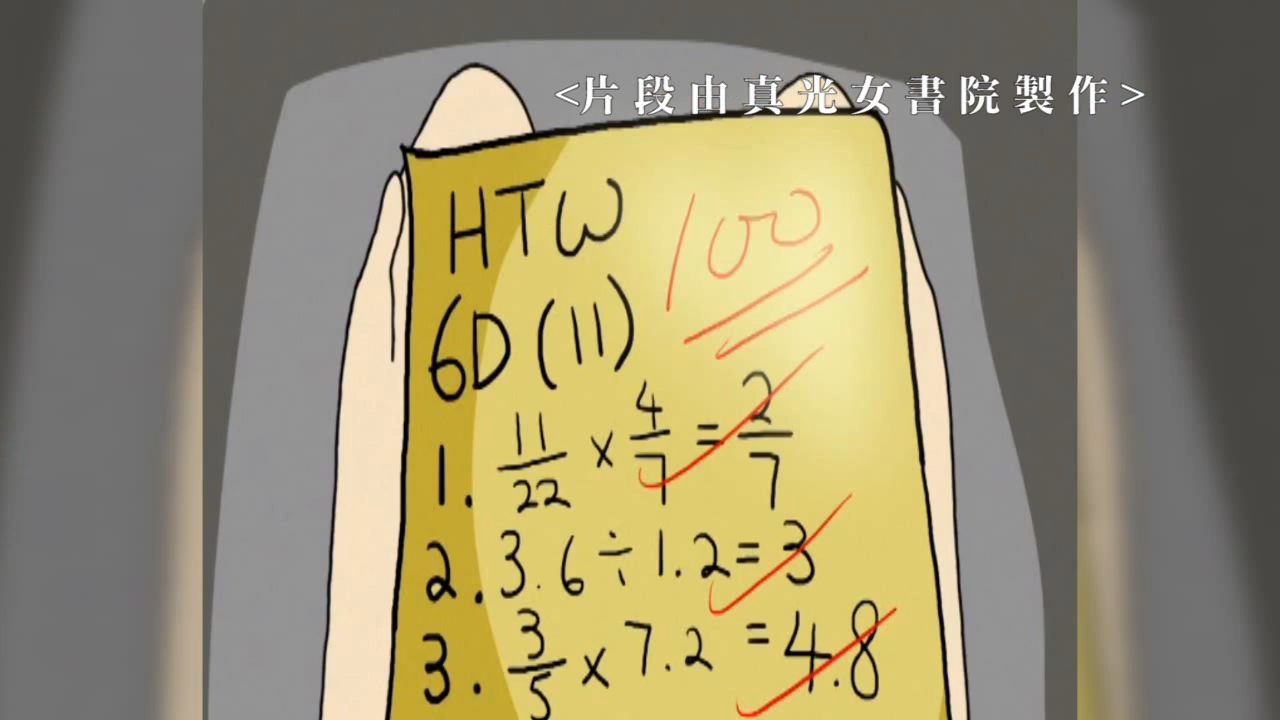 <片段由真光女書院製作>
HTW
100
6D (11)
1. 11/22 × 4/7 = 2/7
2. 3.6 ÷ 1.2 = 3
3. 3/5 × 7.2 = 4.8